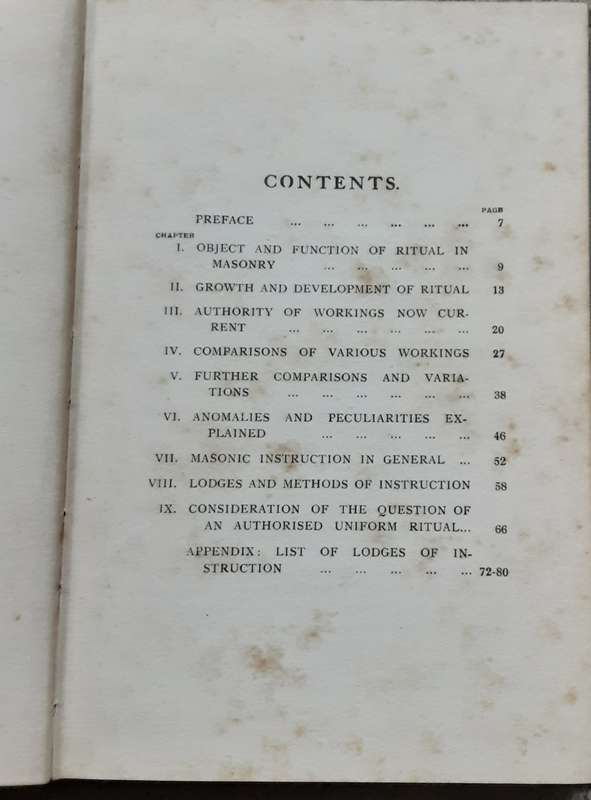 CONTENTS.
PAGE
PREFACE ... ... ... ... ... ... 7
CHAPTER
I. OBJECT AND FUNCTION OF RITUAL IN
MASONRY ... ... ... ... ... 9
II. GROWTH AND DEVELOPMENT OF RITUAL 13
III. AUTHORITY OF WORKINGS NOW CUR-
RENT ... ... ... ... ... ... 20
IV. COMPARISONS OF VARIOUS WORKINGS 27
V. FURTHER COMPARISONS AND VARIA-
TIONS ... ... ... ... ... ... 38
VI. ANOMALIES AND PECULIARITIES EX-
PLAINED ... ... ... ... ... 46
VII. MASONIC INSTRUCTION IN GENERAL ... 52
VIII. LODGES AND METHODS OF INSTRUCTION 58
IX. CONSIDERATION OF THE QUESTION OF
AN AUTHORISED UNIFORM RITUAL... 66
APPENDIX: LIST OF LODGES OF IN-
STRUCTION ... ... ... ... ... 72-80